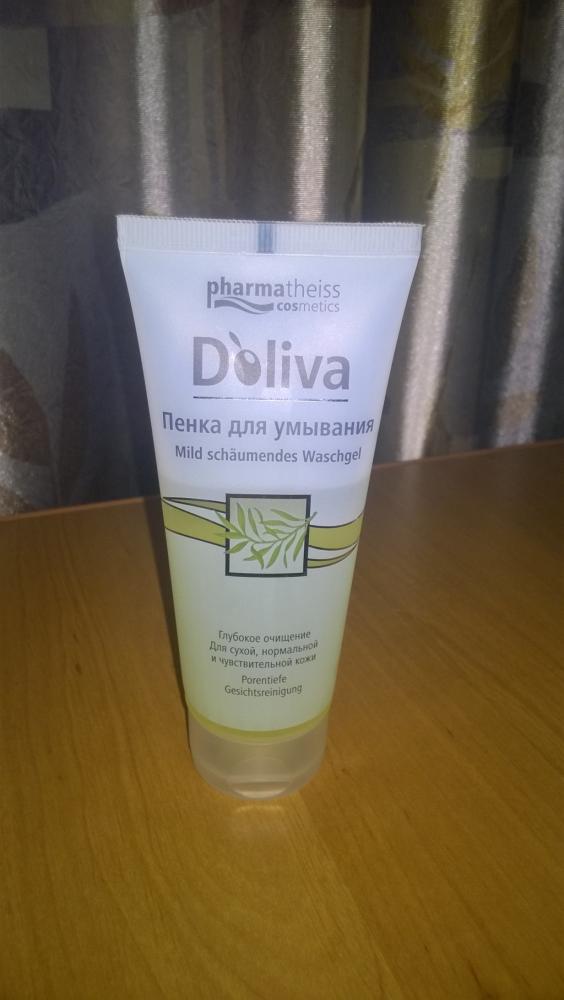 pharmatheiss
cosmetics
D'oliva
Пенка для умывания
Mild schäumendes Waschgel
Глубокое очищение
Для сухой, нормальной
и чувствительной кожи
Porentiefe
Gesichtsreinigung